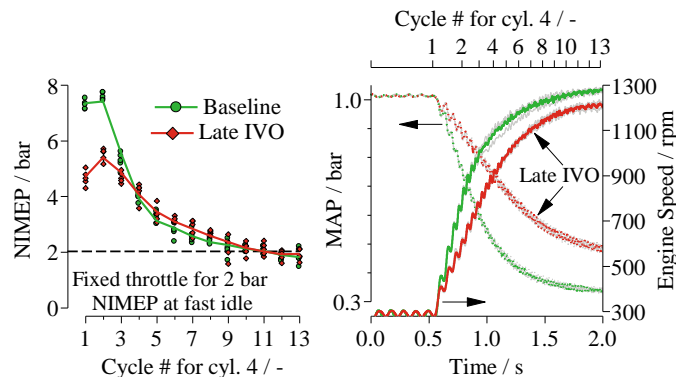 Cycle # for cyl. 4 / -
1 2 4 6 8 10 13
NIMEP / bar
8
6
4
2
0
Baseline
Late IVO
Fixed throttle for 2 bar
NIMEP at fast idle
1 3 5 7 9 11 13
Cycle # for cyl. 4 / -
MAP / bar
1.0
0.3
Late IVO
1300
1100
900
700
500
300
Engine Speed / rpm
0.0 0.5 1.0 1.5 2.0
Time / s